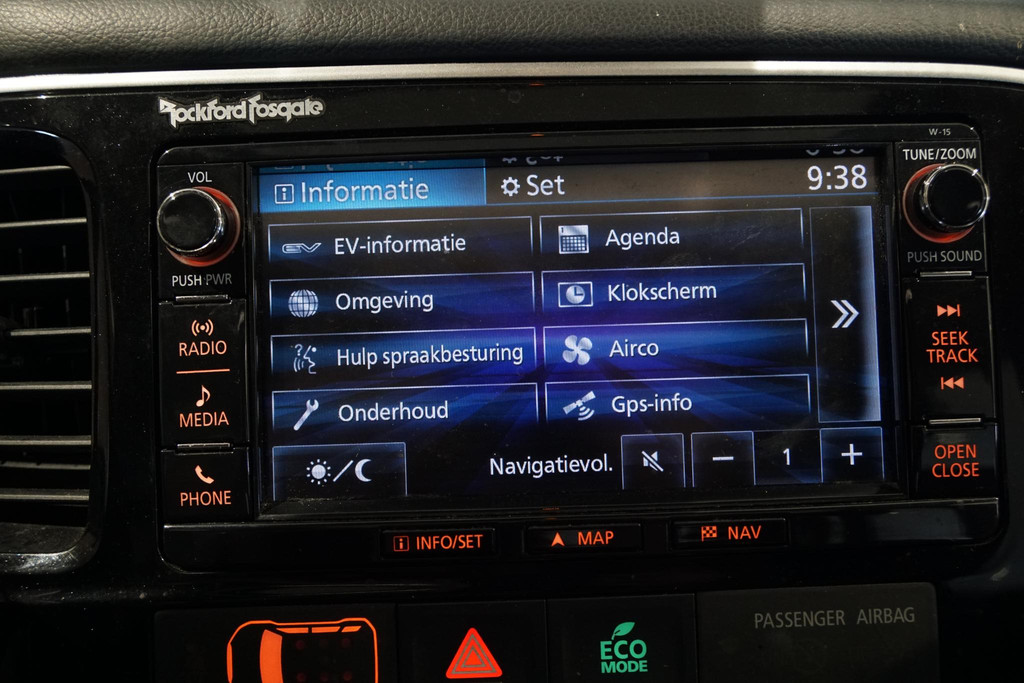 Rockford Fosgate
W-15
VOL
TUNE/ZOOM
Informatie
Set
9:38
PUSH PWR
PUSH SOUND
EV-informatie
Agenda
Omgeving
Klokscherm
Hulp spraakbesturing
Airco
Onderhoud
Gps-info
RADIO
MEDIA
PHONE
SEEK
TRACK
OPEN
CLOSE
Navigatievol.
1
INFO/SET
MAP
NAV
ECO
MODE
PASSENGER AIRBAG